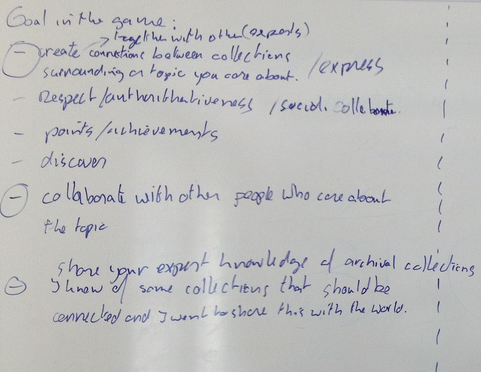 Goal in the game:
together with other (experts)
- create connections between collections
surrounding a topic you care about. /express
- Respect/authorithativeness /social. collaborate.
- points/achievements
- discover
- collaborate with other people who care about
the topic
share your expert knowledge of archival collections
- I know of some collections that should be
connected and I want to share this with the world.